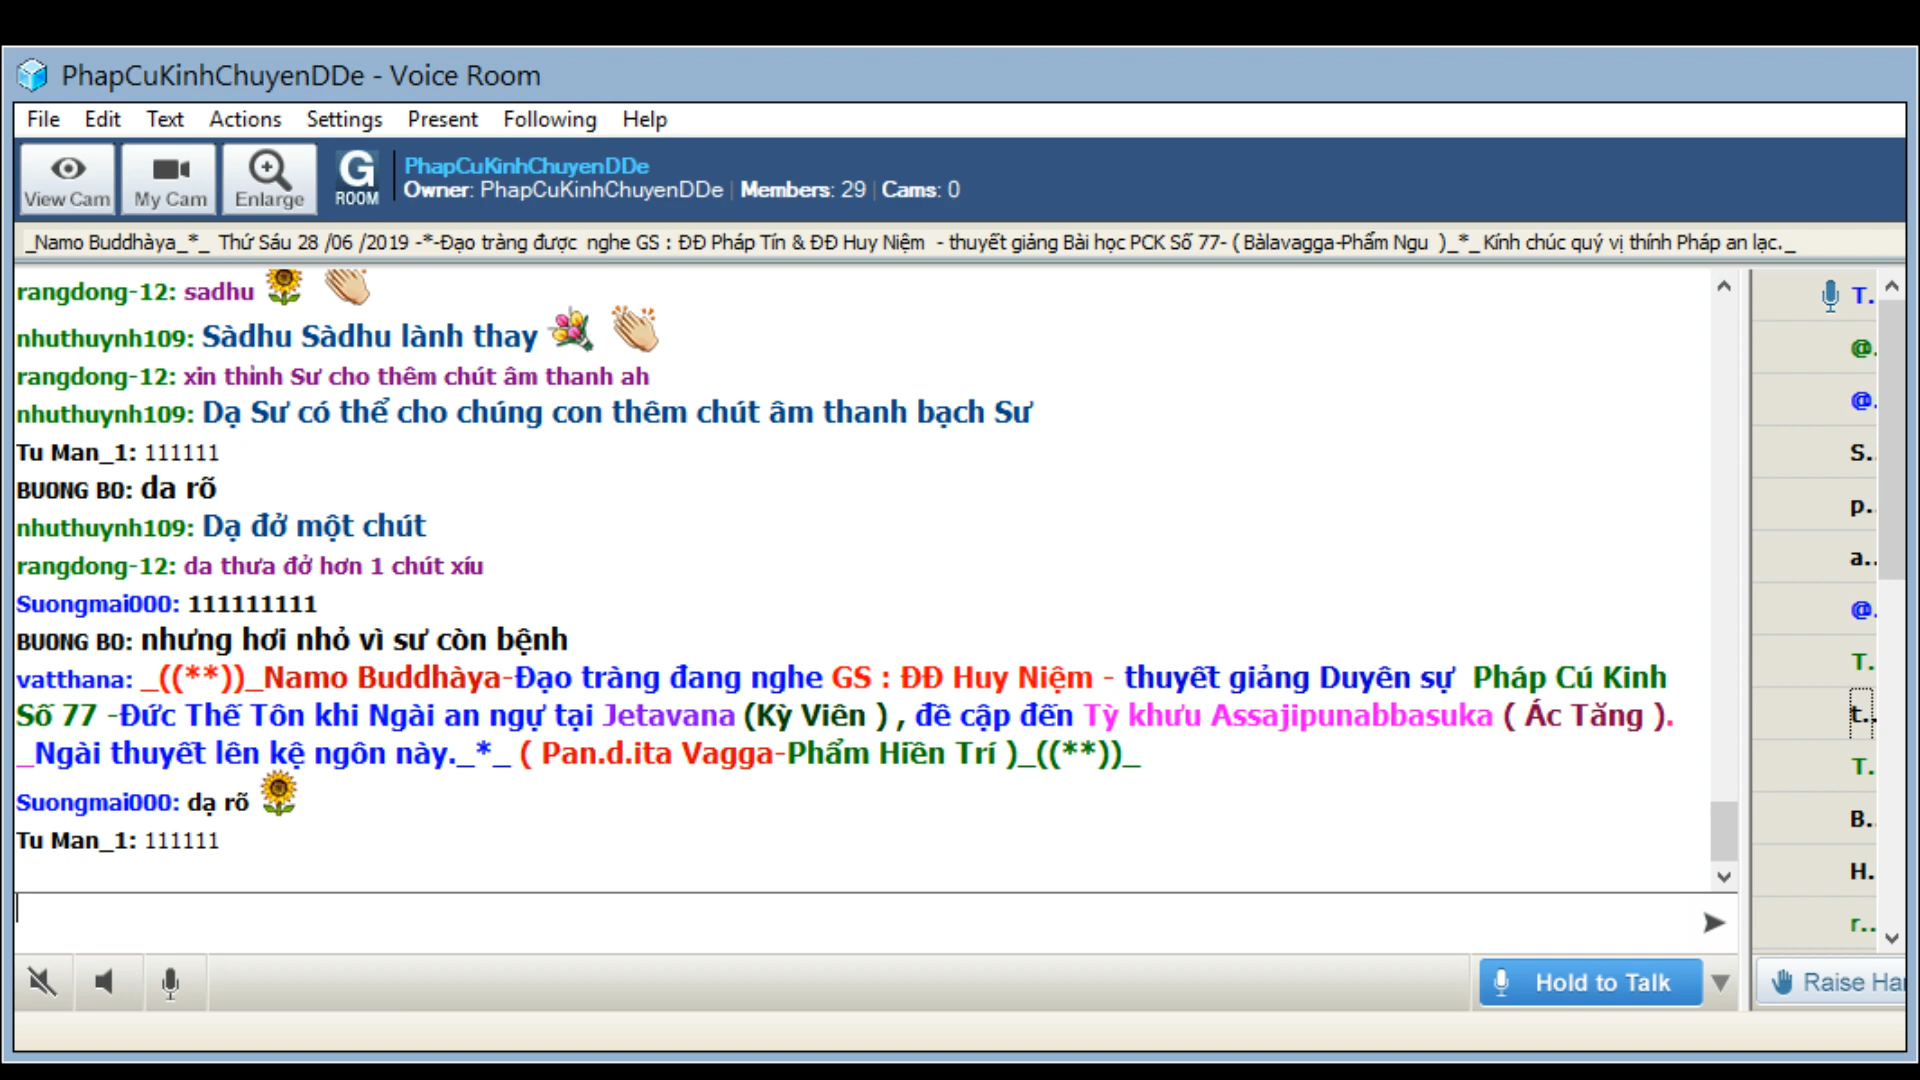 PhapCuKinhChuyenDDe - Voice Room
File Edit Text Actions Settings Present Following Help
View Cam My Cam Enlarge G ROOM
PhapCuKinhChuyenDDe
Owner: PhapCuKinhChuyenDDe | Members: 29 | Cams: 0
_Namo Buddhàya_*_ Thứ Sáu 28 /06 /2019 -*-Đạo tràng được nghe GS : ĐĐ Pháp Tín & ĐĐ Huy Niệm - thuyết giảng Bài học PCK Số 77- ( Bàlavagga-Phẩm Ngu )_*_Kính chúc quý vị thính Pháp an lạc._
rangdong-12: sadhu
nhuthuynh109: Sàdhu Sàdhu lành thay
rangdong-12: xin thỉnh Sư cho thêm chút âm thanh ah
nhuthuynh109: Dạ Sư có thể cho chúng con thêm chút âm thanh bạch Sư
Tu Man_1: 111111
BUONG BO: da rõ
nhuthuynh109: Dạ đở một chút
rangdong-12: da thưa đở hơn 1 chút xíu
Suongmai000: 111111111
BUONG BO: nhưng hơi nhỏ vì sư còn bệnh
vatthana: _((**))_Namo Buddhàya-Đạo tràng đang nghe GS : ĐĐ Huy Niệm - thuyết giảng Duyên sự Pháp Cú Kinh
Số 77 -Đức Thế Tôn khi Ngài an ngự tại Jetavana (Kỳ Viên ) , đề cập đến Tỳ khưu Assajipunabbasuka ( Ác Tăng ).
_Ngài thuyết lên kệ ngôn này._*_ ( Pan.d.ita Vagga-Phẩm Hiền Trí )_((**))_
Suongmai000: dạ rõ
Tu Man_1: 111111
T.
@.
@.
S.
p.
a..
@.
T.
t..
T.
B.
H.
r..
Hold to Talk
Raise Ha